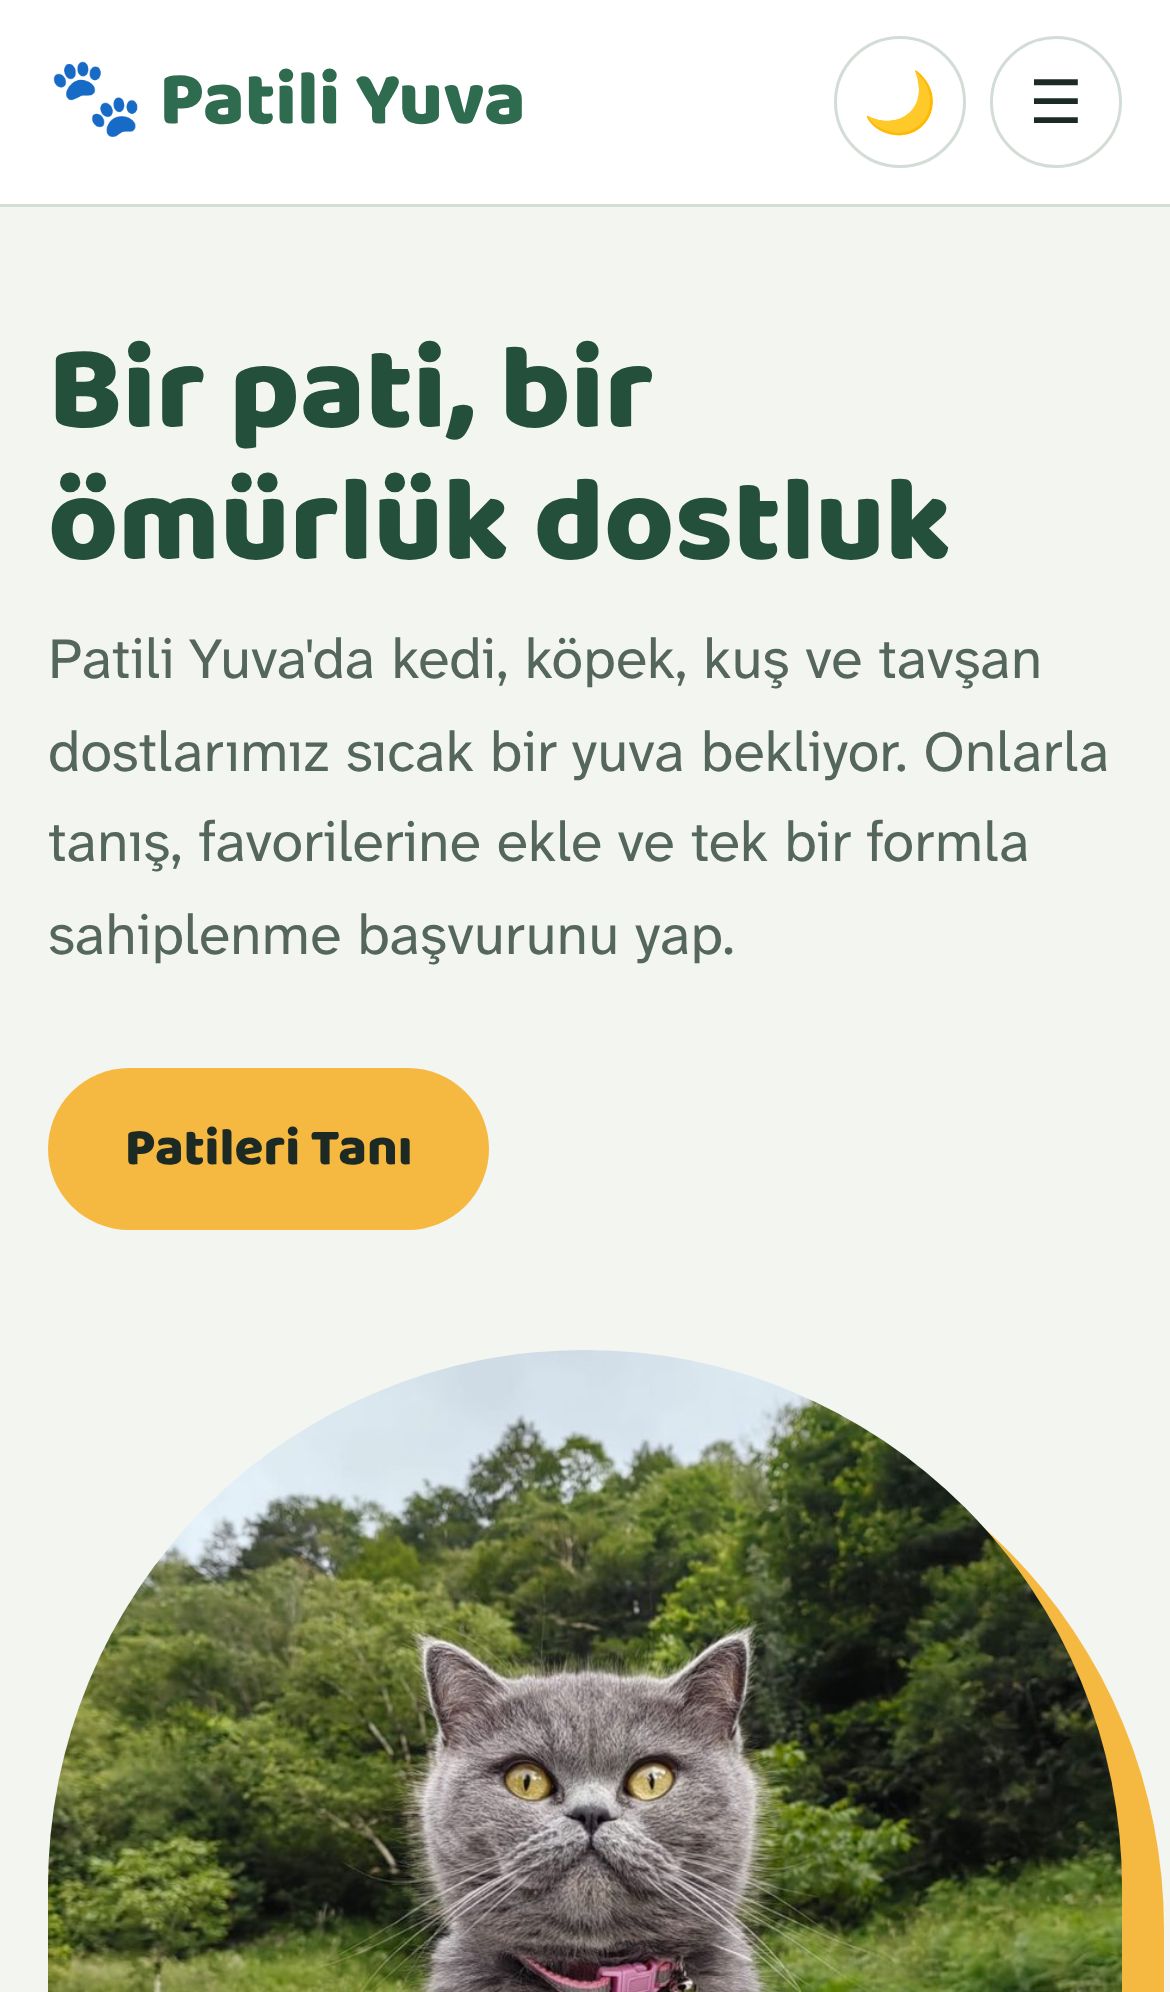 Patili Yuva
Bir pati, bir
ömürlük dostluk
Patili Yuva'da kedi, köpek, kuş ve tavşan
dostlarımız sıcak bir yuva bekliyor. Onlarla
tanış, favorilerine ekle ve tek bir formla
sahiplenme başvurunu yap.
Patileri Tanı